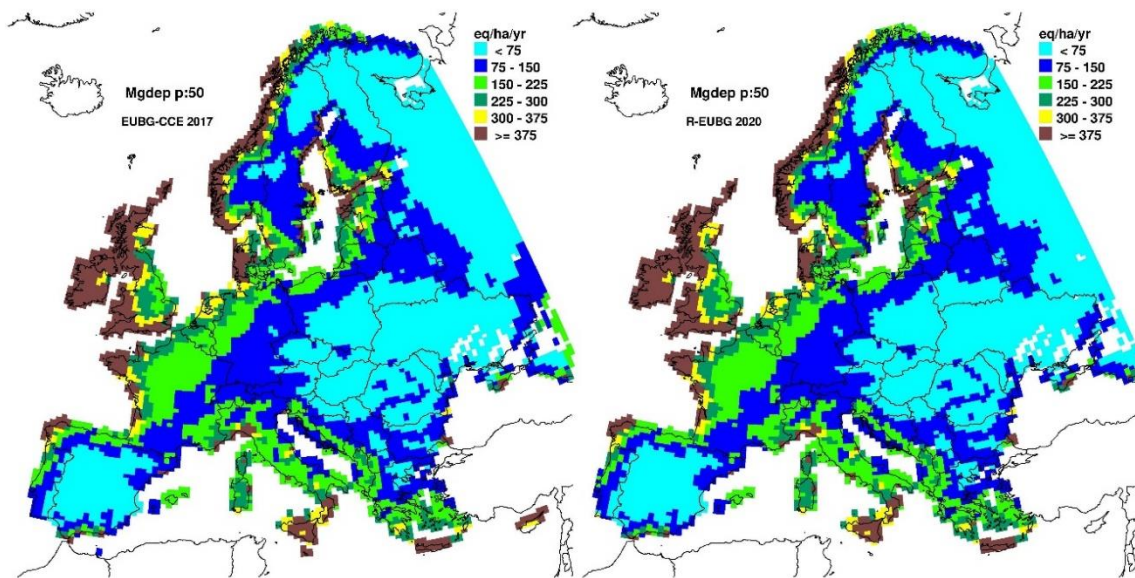 eq/ha/yr
< 75
75 - 150
150 - 225
225 - 300
300 - 375
>= 375
Mgdep p:50
EUBG-CCE 2017
eq/ha/yr
< 75
75 - 150
150 - 225
225 - 300
300 - 375
>= 375
Mgdep p:50
R-EUBG 2020